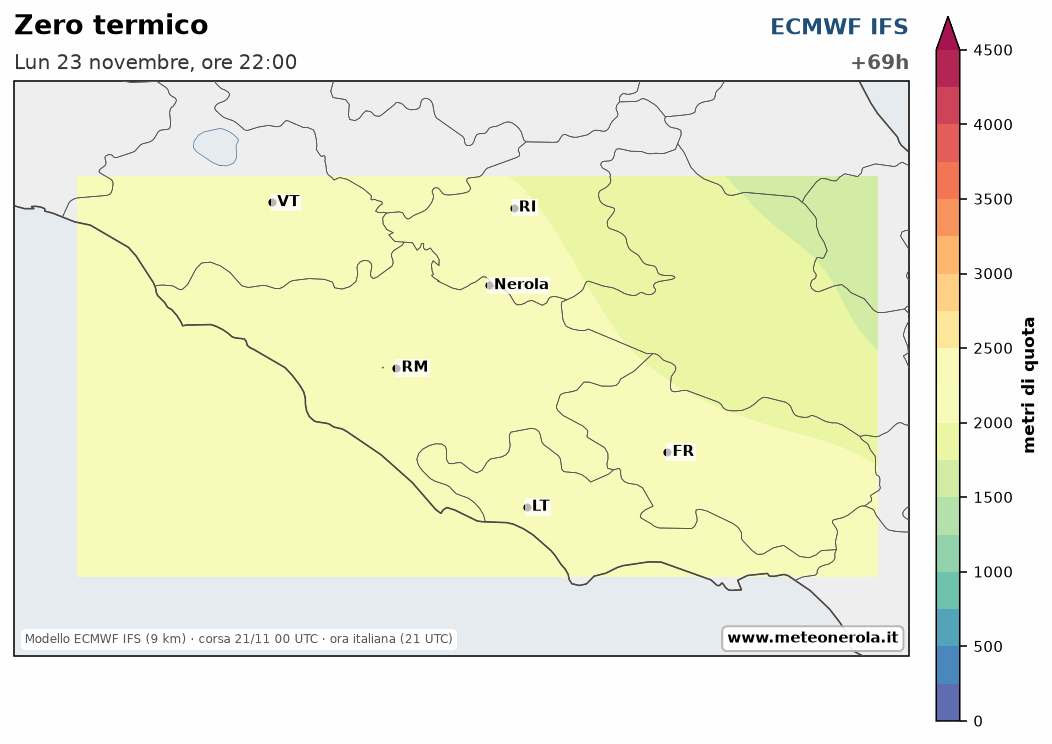 Zero termico
ECMWF IFS
Lun 23 novembre, ore 22:00
+69h
4500
4000
3500
3000
2500
2000
1500
1000
500
0
metri di quota
VT
RI
Nerola
RM
FR
LT
Modello ECMWF IFS (9 km) · corsa 21/11 00 UTC · ora italiana (21 UTC)
www.meteonerola.it